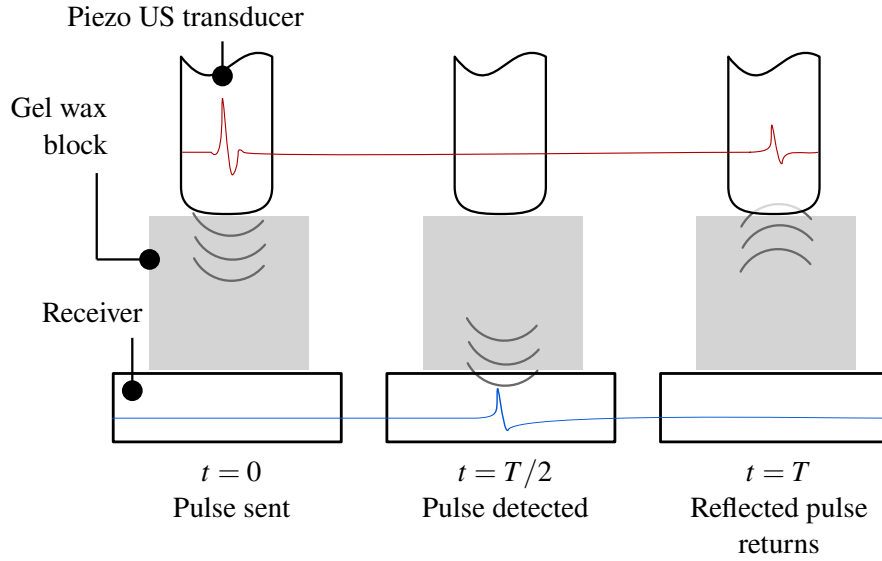 Piezo US transducer
Gel wax
block
Receiver
t = 0
Pulse sent
t = T/2
Pulse detected
t = T
Reflected pulse
returns